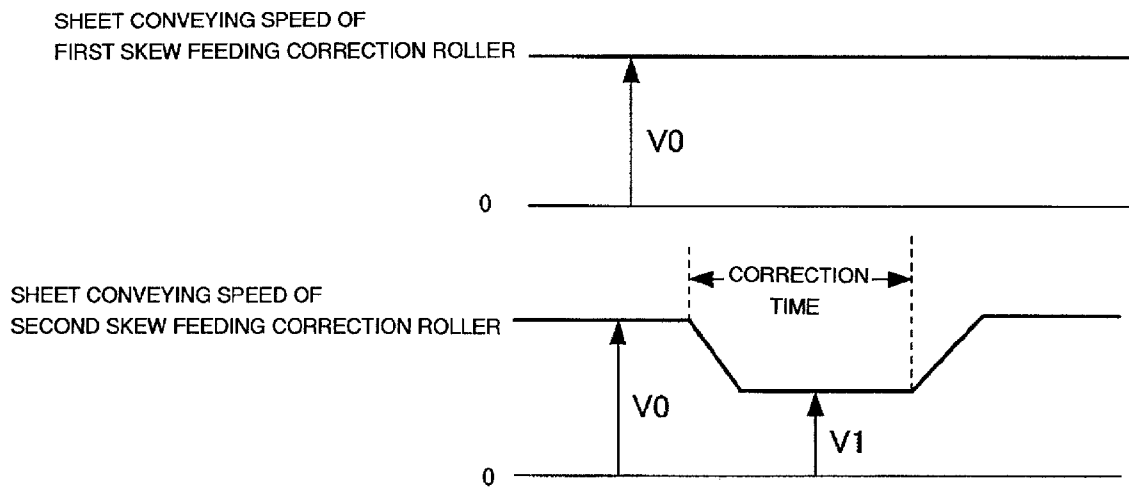 SHEET CONVEYING SPEED OF
FIRST SKEW FEEDING CORRECTION ROLLER
V0
0
CORRECTION
TIME
SHEET CONVEYING SPEED OF
SECOND SKEW FEEDING CORRECTION ROLLER
V0
V1
0